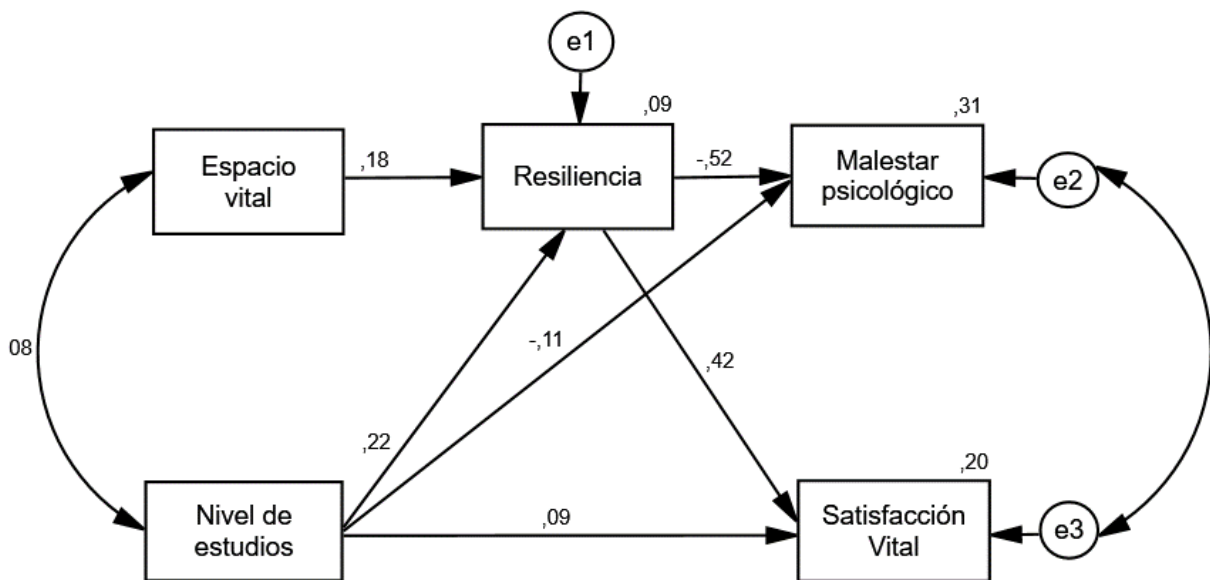 e1
,09
,31
Espacio
vital
,18
Resiliencia
-,52
Malestar
psicológico
e2
08
-,11
,42
,22
,20
Nivel de
estudios
,09
Satisfacción
Vital
e3